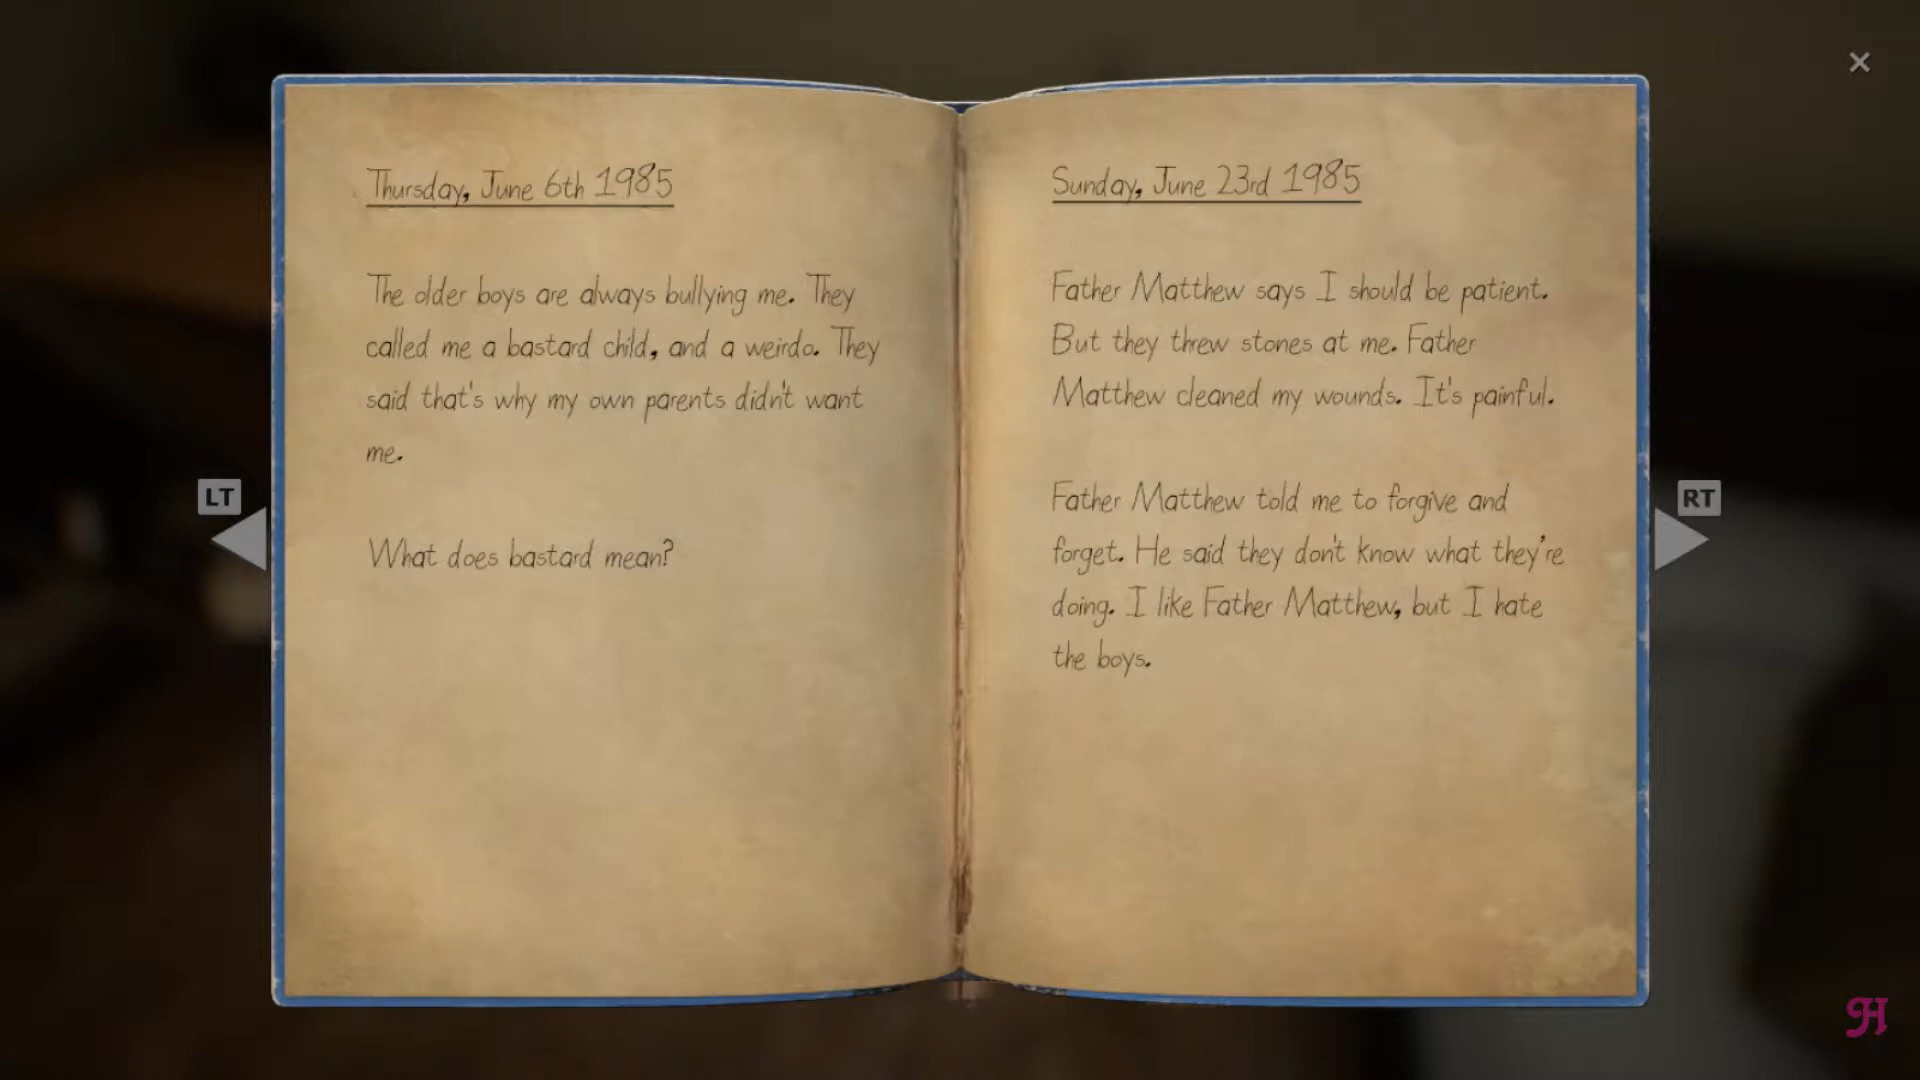 Thursday, June 6th 1985
The older boys are always bullying me. They
called me a bastard child, and a weirdo. They
said that's why my own parents didn't want
me.
What does bastard mean?
Sunday, June 23rd 1985
Father Matthew says I should be patient.
But they threw stones at me. Father
Matthew cleaned my wounds. It's painful.
Father Matthew told me to forgive and
forget. He said they don't know what they're
doing. I like Father Matthew, but I hate
the boys.
LT
RT
H